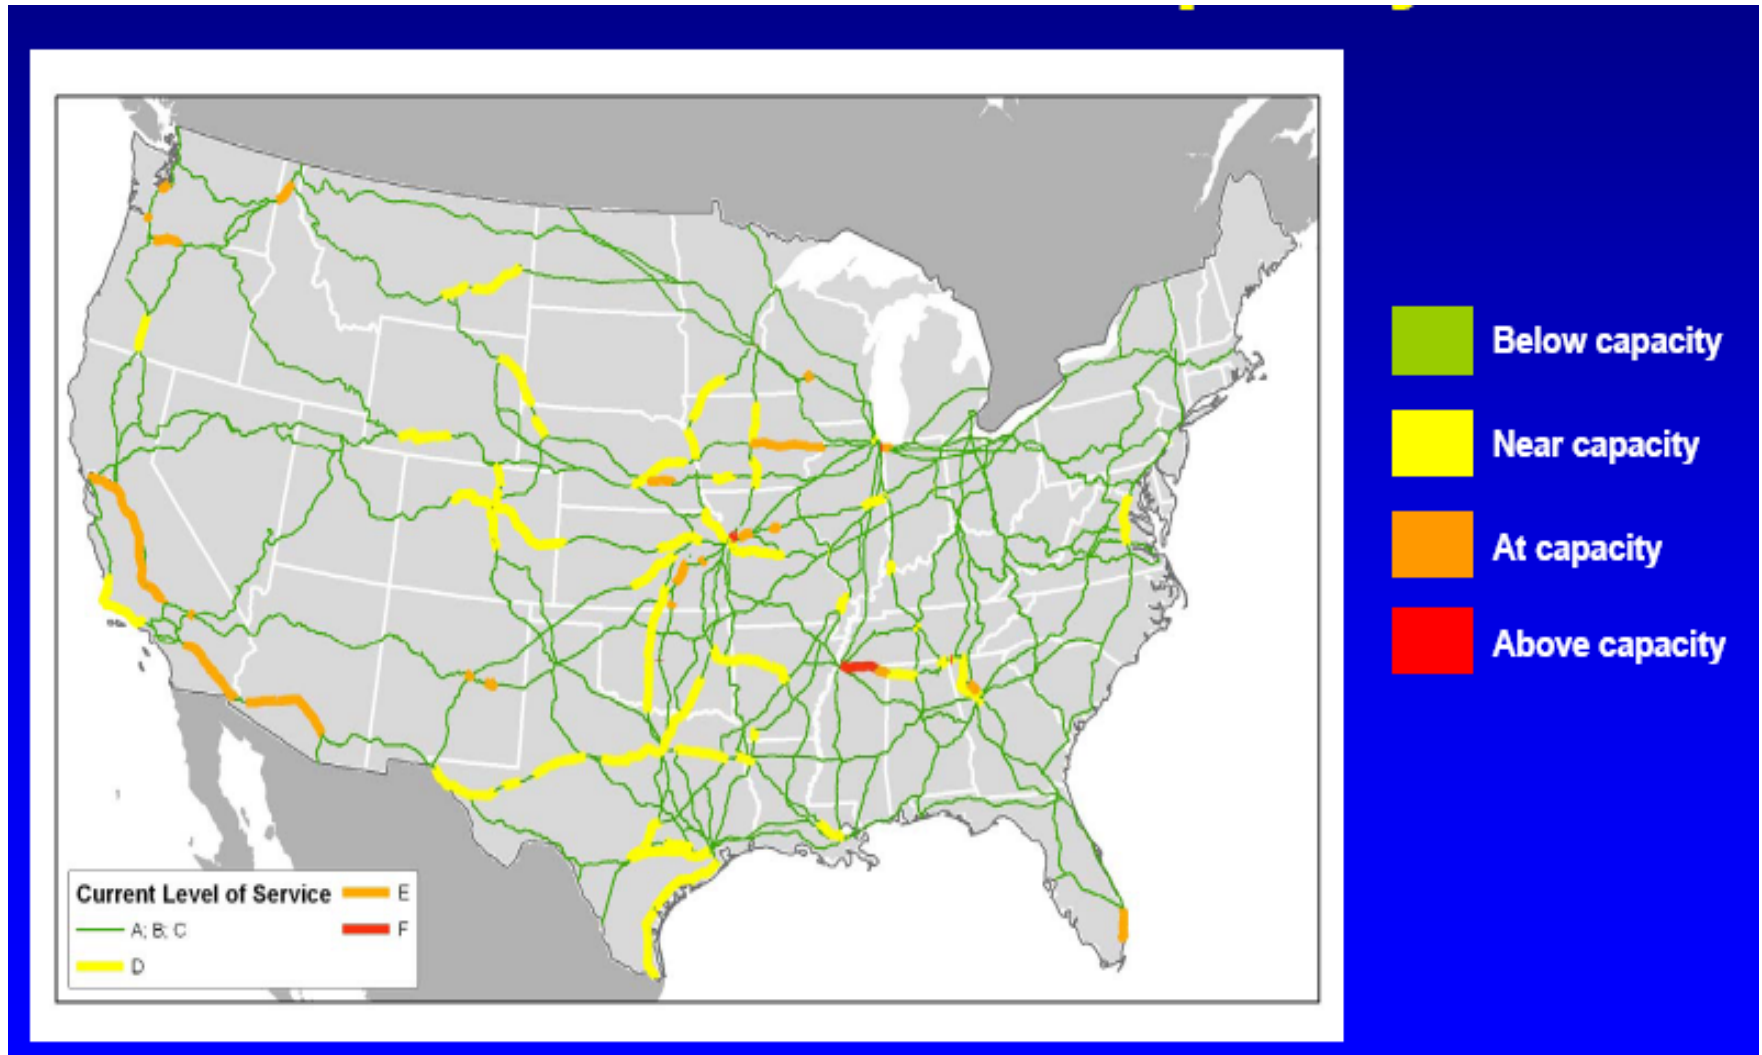 Below capacity
Near capacity
At capacity
Above capacity
Current Level of Service
A; B; C
D
E
F